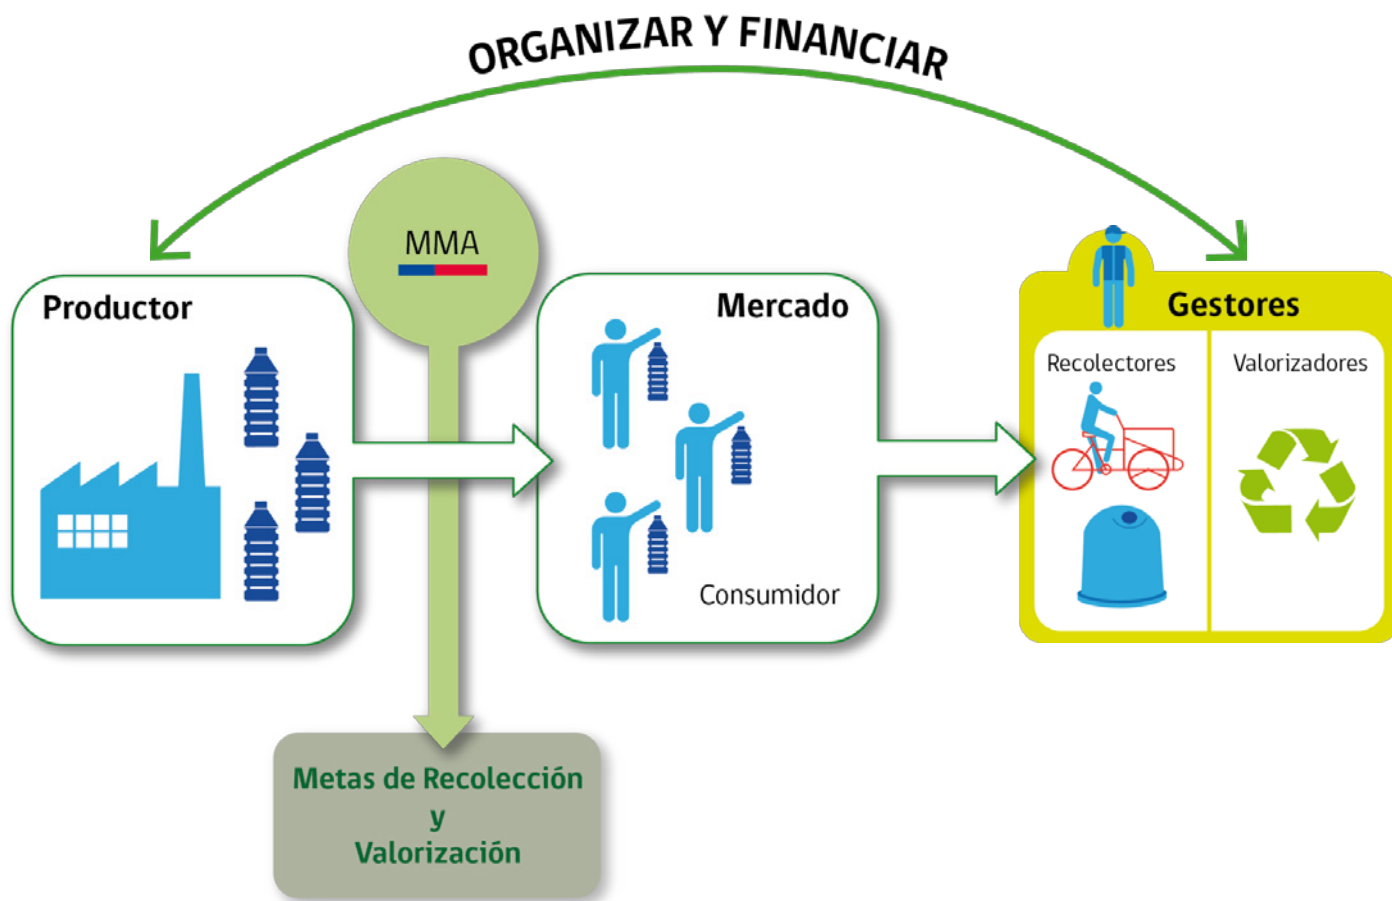 ORGANIZAR Y FINANCIAR
MMA
Productor
Mercado
Consumidor
Gestores
Recolectores
Valorizadores
Metas de Recolección
y
Valorización